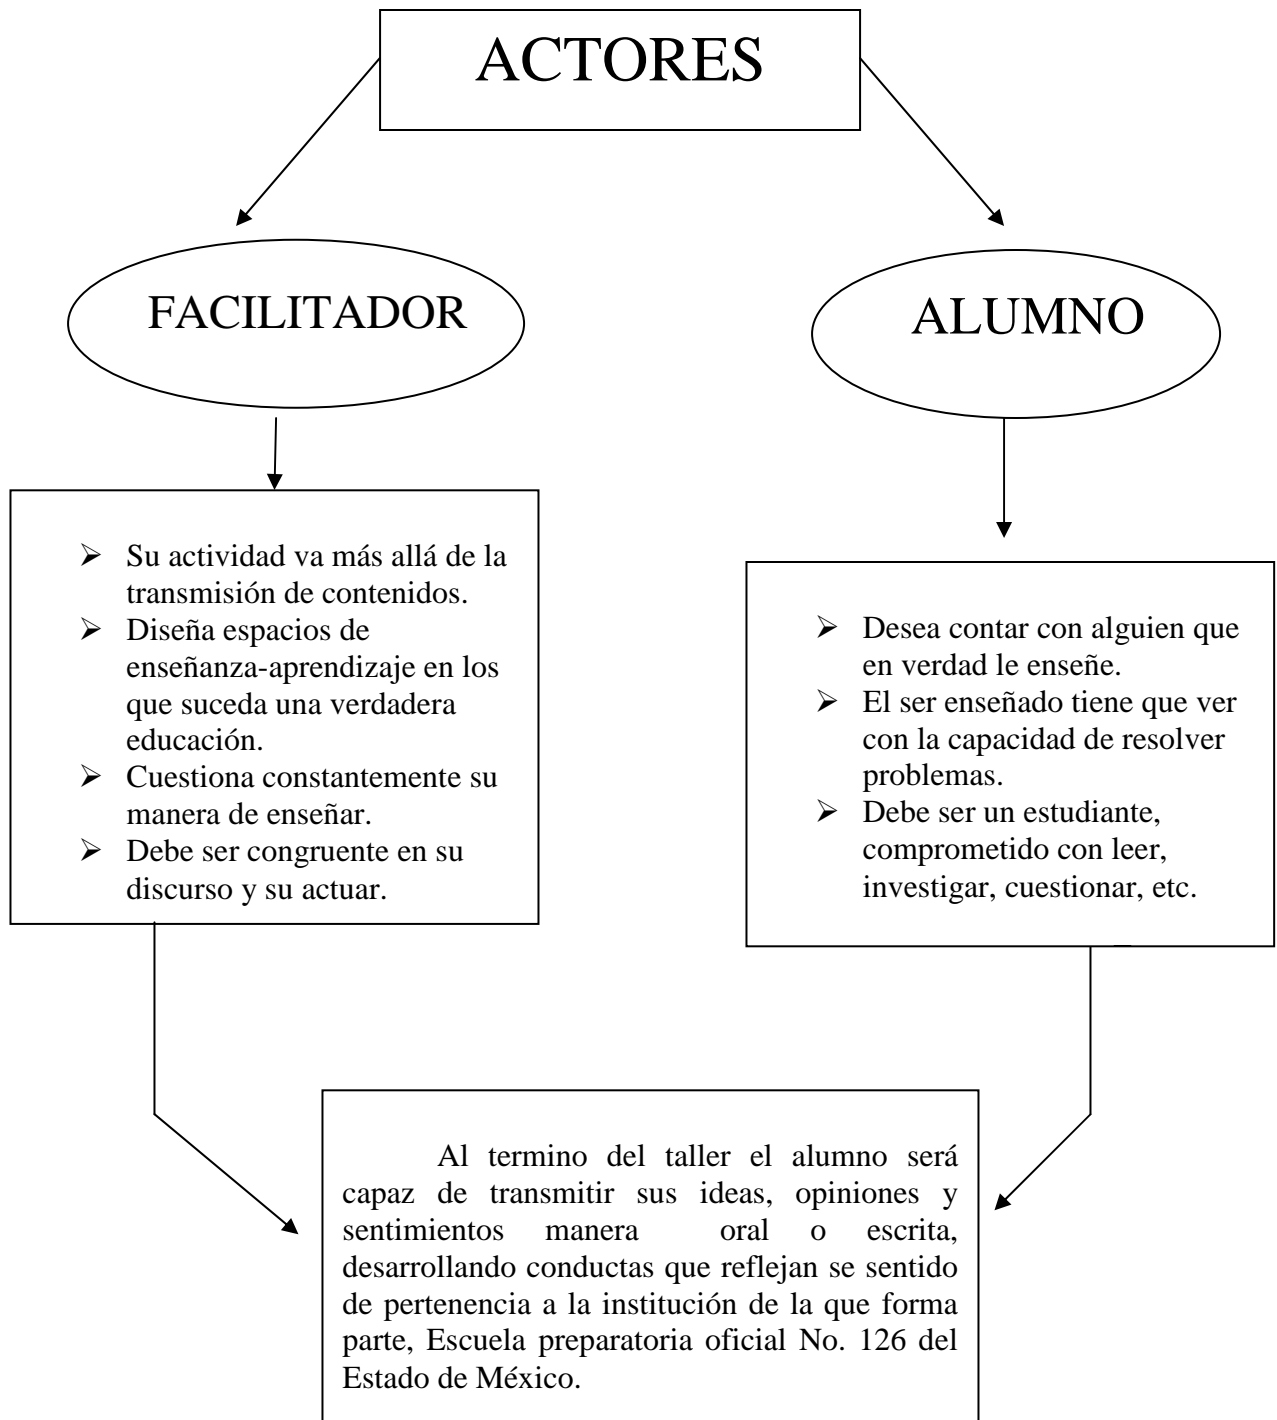 ACTORES
FACILITADOR
ALUMNO
➢ Su actividad va más allá de la
transmisión de contenidos.
➢ Diseña espacios de
enseñanza-aprendizaje en los
que suceda una verdadera
educación.
➢ Cuestiona constantemente su
manera de enseñar.
➢ Debe ser congruente en su
discurso y su actuar.
➢ Desea contar con alguien que
en verdad le enseñe.
➢ El ser enseñado tiene que ver
con la capacidad de resolver
problemas.
➢ Debe ser un estudiante,
comprometido con leer,
investigar, cuestionar, etc.
Al termino del taller el alumno será
capaz de transmitir sus ideas, opiniones y
sentimientos manera oral o escrita,
desarrollando conductas que reflejan se sentido
de pertenencia a la institución de la que forma
parte, Escuela preparatoria oficial No. 126 del
Estado de México.